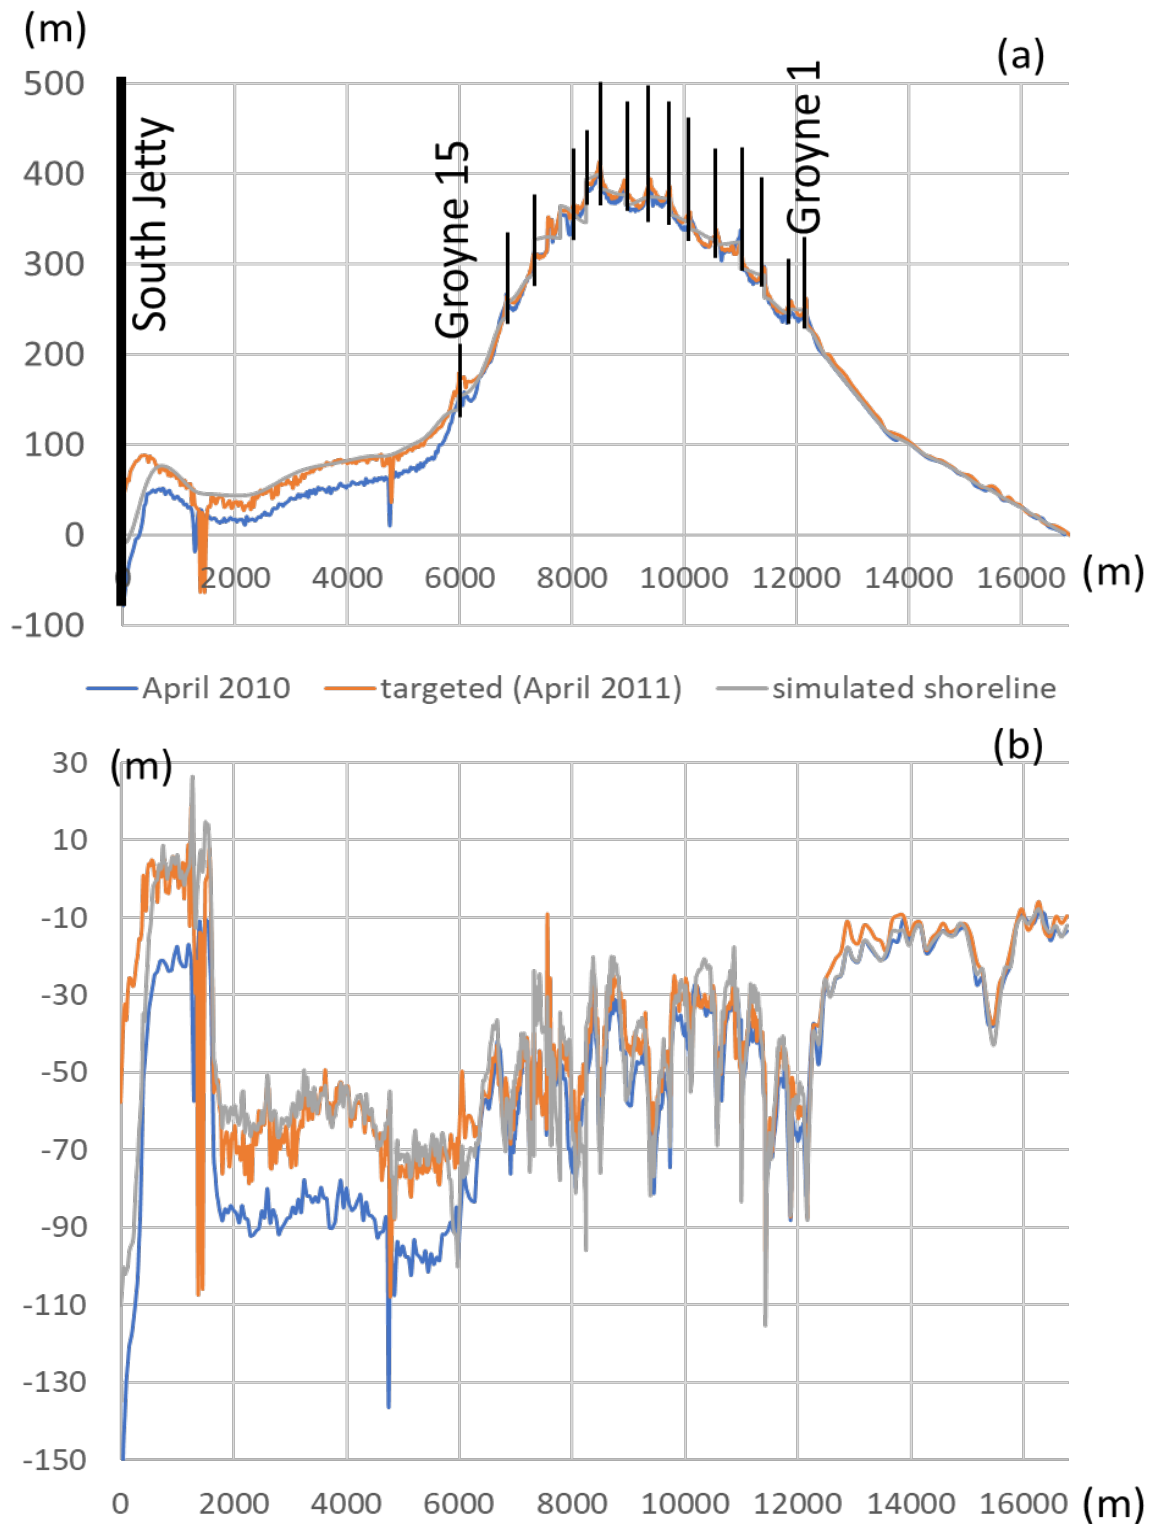 (m)
(a)
500
400
300
200
100
0
-100
South Jetty
Groyne 15
Groyne 1
0 2000 4000 6000 8000 10000 12000 14000 16000 (m)
April 2010 targeted (April 2011) simulated shoreline
(b)
(m)
30
10
-10
-30
-50
-70
-90
-110
-130
-150
0 2000 4000 6000 8000 10000 12000 14000 16000 (m)